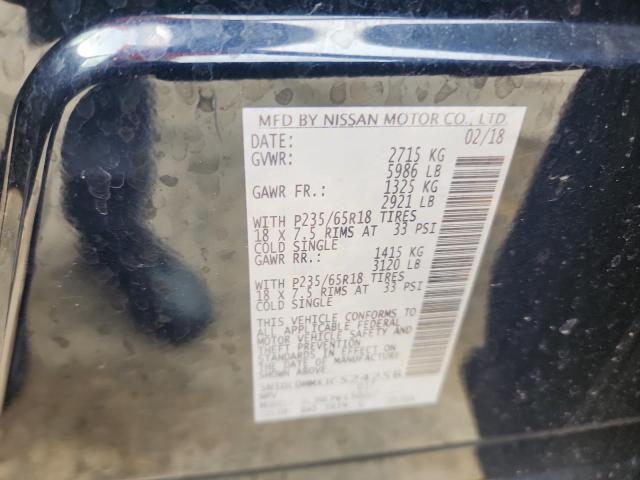 MFD BY NISSAN MOTOR CO., LTD.
DATE: 02/18
GVWR: 2715 KG
5986 LB
GAWR FR.: 1325 KG
2921 LB
WITH P235/65R18 TIRES
18 X 7.5 RIMS AT 33 PSI
COLD SINGLE
GAWR RR.: 1415 KG
3120 LB
WITH P235/65R18 TIRES
18 X 7.5 RIMS AT 33 PSI
COLD SINGLE
THIS VEHICLE CONFORMS TO
ALL APPLICABLE FEDERAL
MOTOR VEHICLE SAFETY AND
THEFT PREVENTION
STANDARDS IN EFFECT ON
THE DATE OF MANUFACTURE
SHOWN ABOVE
MPV